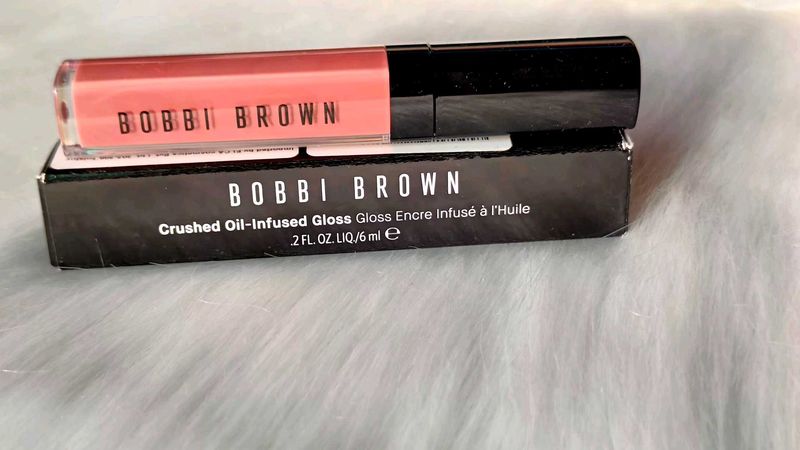 BOBBI BROWN
BOBBI BROWN
Crushed Oil-Infused Gloss Gloss Encre Infusé à l'Huile
.2 FL. OZ. LIQ./6 ml ℮